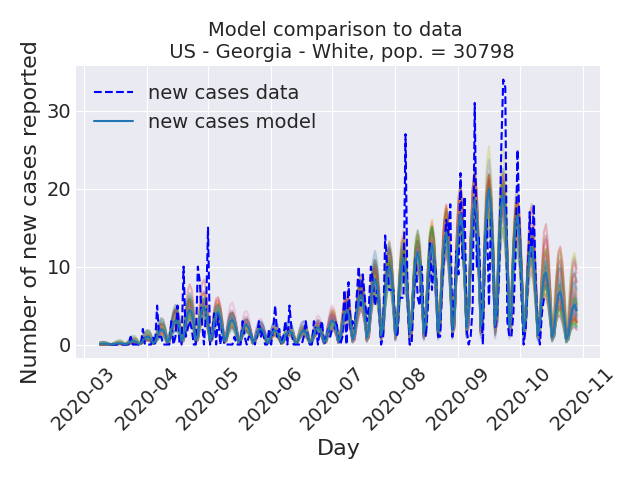 Model comparison to data
US - Georgia - White, pop. = 30798
new cases data
new cases model
Number of new cases reported
30
20
10
0
2020-03
2020-04
2020-05
2020-06
2020-07
2020-08
2020-09
2020-10
2020-11
Day